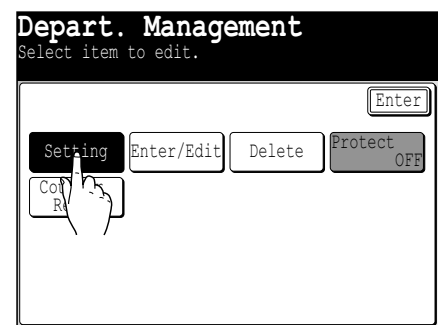 Depart. Management
Select item to edit.
Enter
Setting Enter/Edit Delete Protect OFF